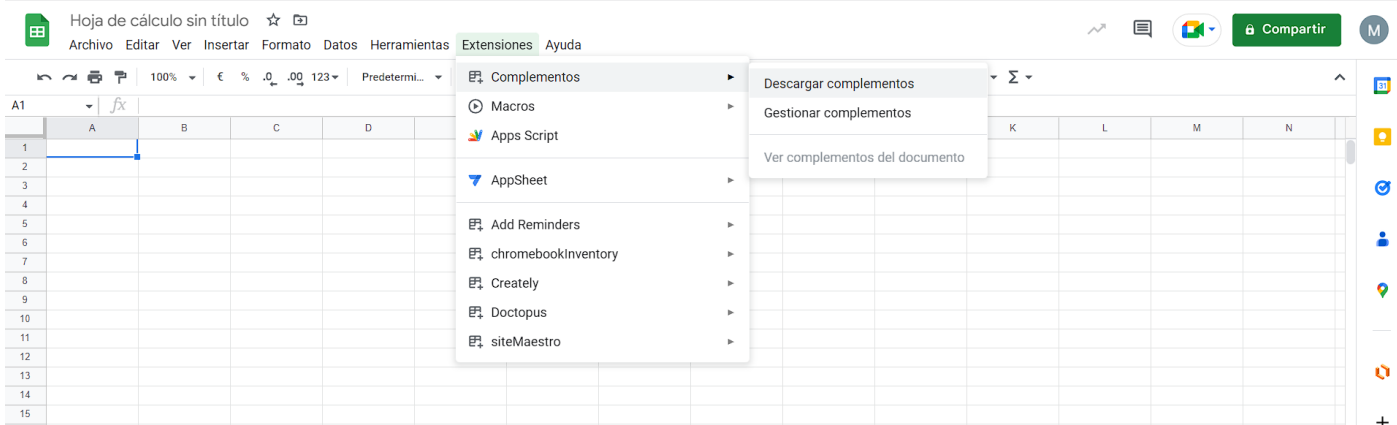 Hoja de cálculo sin título
Archivo Editar Ver Insertar Formato Datos Herramientas Extensiones Ayuda
Compartir
M
100% € % .0 .00 123 Predetermi... Σ
A1 fx
Complementos
Macros
Apps Script
AppSheet
Add Reminders
chromebookInventory
Creately
Doctopus
siteMaestro
Descargar complementos
Gestionar complementos
Ver complementos del documento
31
A B C D K L M N
1
2
3
4
5
6
7
8
9
10
11
12
13
14
15